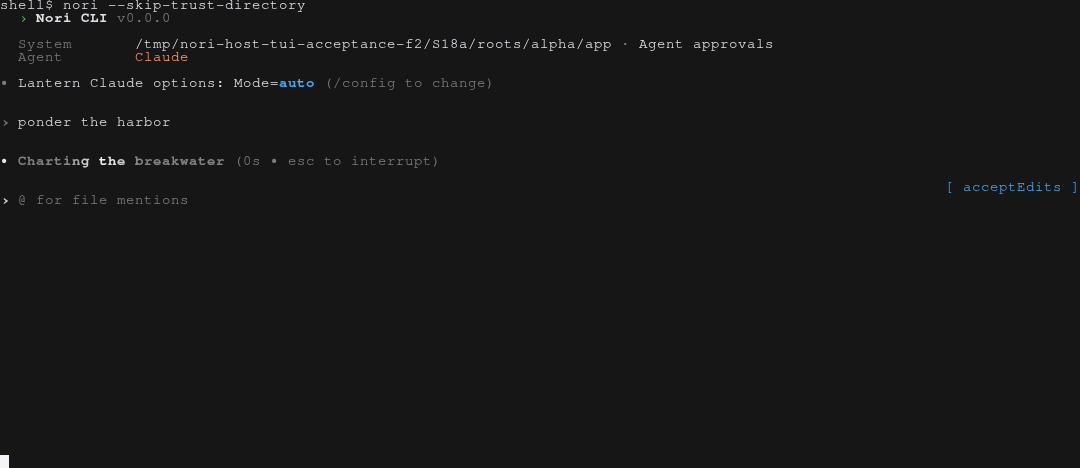 shell$ nori --skip-trust-directory
› Nori CLI v0.0.0
System /tmp/nori-host-tui-acceptance-f2/S18a/roots/alpha/app · Agent approvals
Agent Claude
• Lantern Claude options: Mode=auto (/config to change)
› ponder the harbor
• Charting the breakwater (0s • esc to interrupt)
[ acceptEdits ]
› @ for file mentions